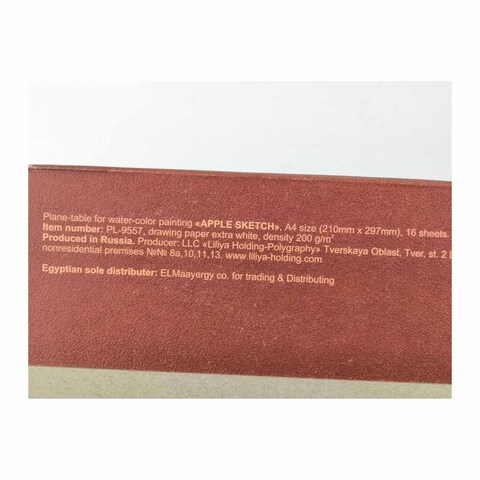 Plane-table for water-color painting «APPLE SKETCH», A4 size (210mm x 297mm), 16 sheets.
Item number: PL-9557, drawing paper extra white, density 200 g/m²
Produced in Russia. Producer: LLC «Liliya Holding-Polygraphy» Tverskaya Oblast, Tver, st. 2
nonresidential premises №№ 8a,10,11,13. www.liliya-holding.com
Egyptian sole distributer: ELMaayergy co. for trading & Distributing